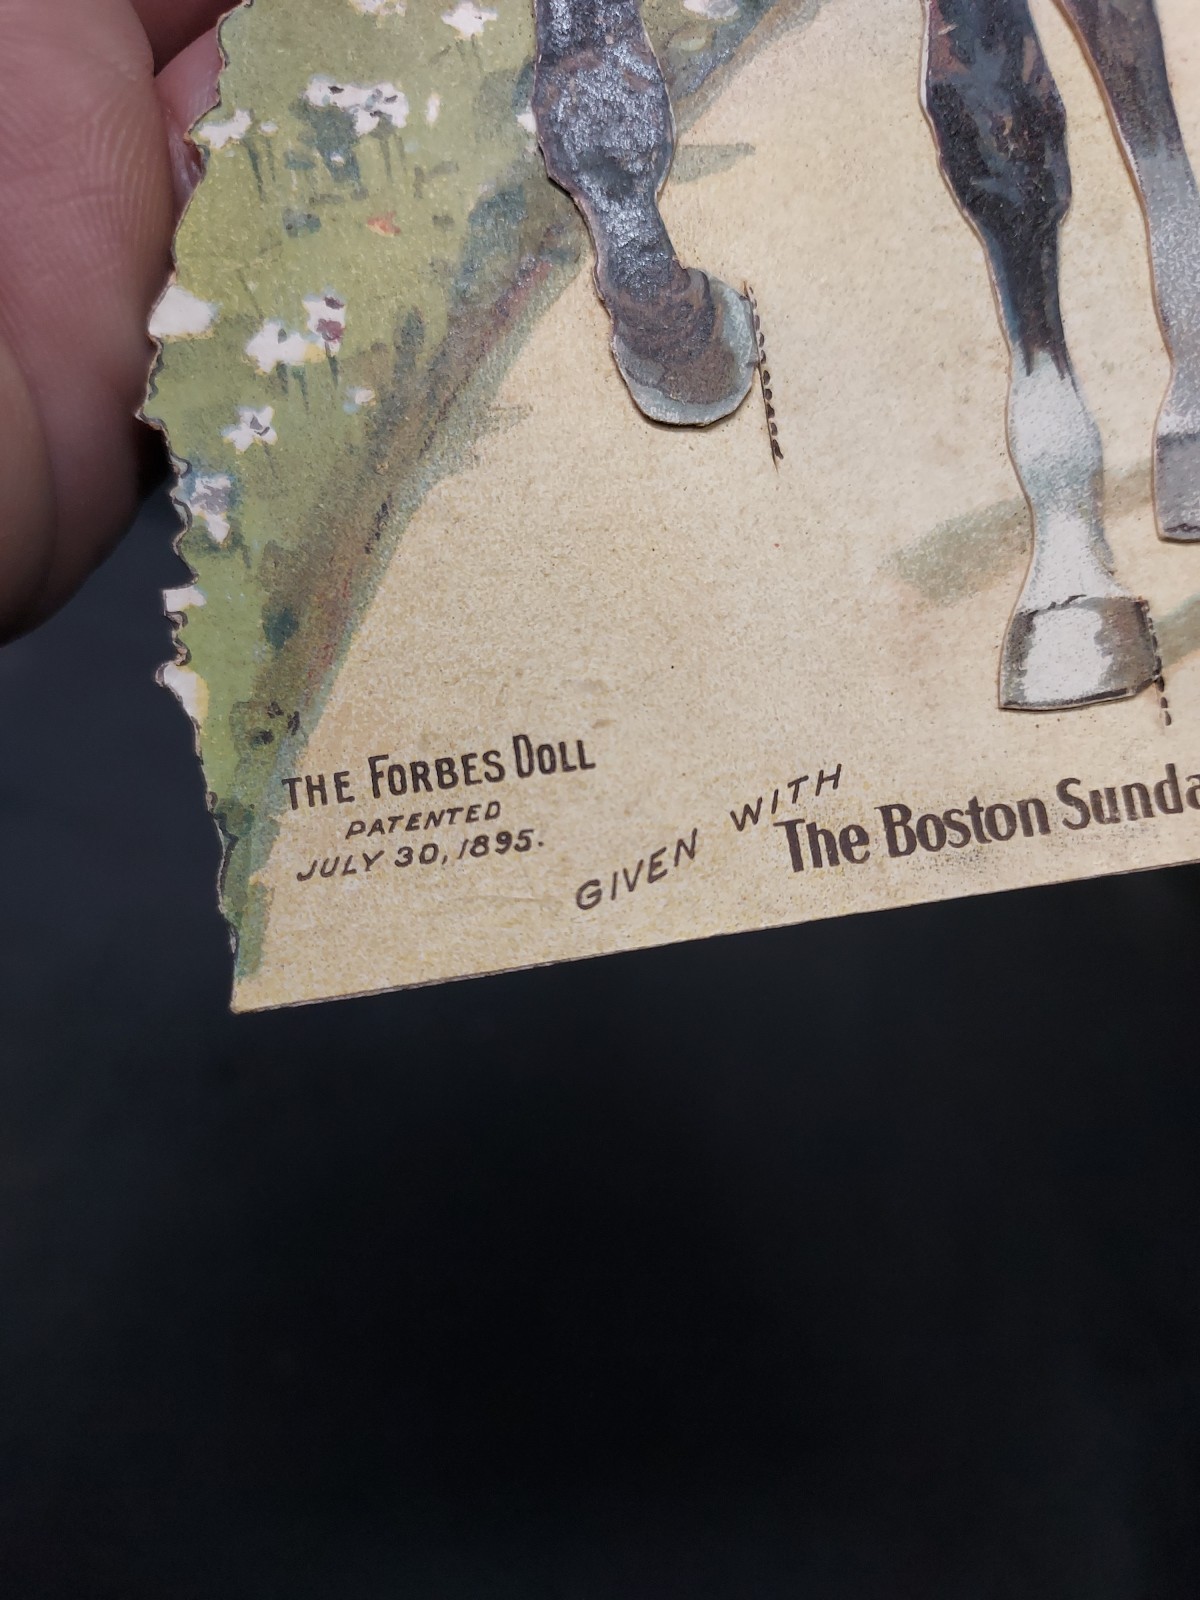 THE FORBES DOLL
PATENTED
JULY 30, 1895.
GIVEN WITH
The Boston Sunda